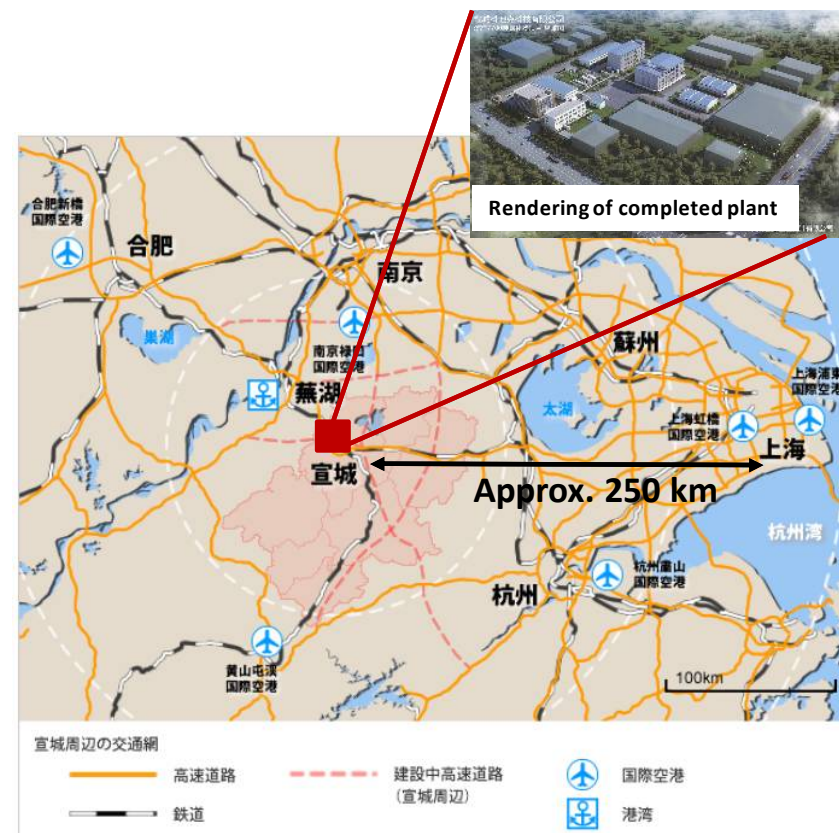 Rendering of completed plant
合肥新橋
国際空港
合肥
南京
巣湖
南京禄口
国際空港
蘇州
上海浦東
国際空港
蕪湖
太湖
上海虹橋
国際空港
上海
宣城
Approx. 250 km
杭州湾
杭州蕭山
国際空港
杭州
黄山屯渓
国際空港
100km
宣城周辺の交通網
高速道路
建設中高速道路
(宣城周辺)
国際空港
鉄道
港湾